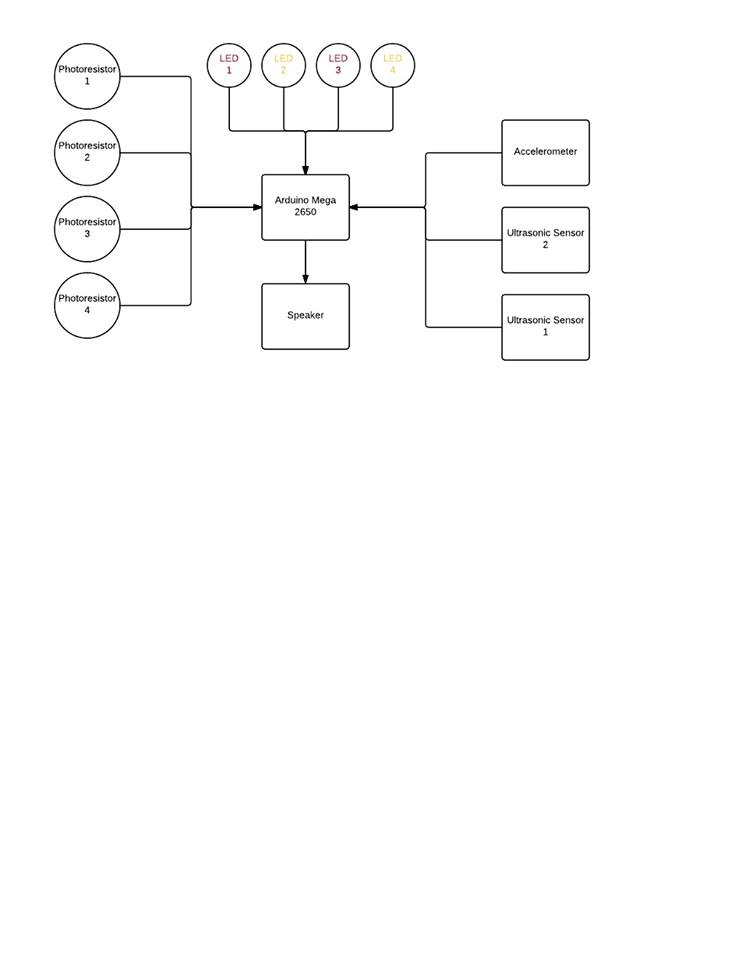 Photoresistor
1
Photoresistor
2
Photoresistor
3
Photoresistor
4
LED
1
LED
2
LED
3
LED
4
Arduino Mega
2650
Speaker
Accelerometer
Ultrasonic Sensor
2
Ultrasonic Sensor
1